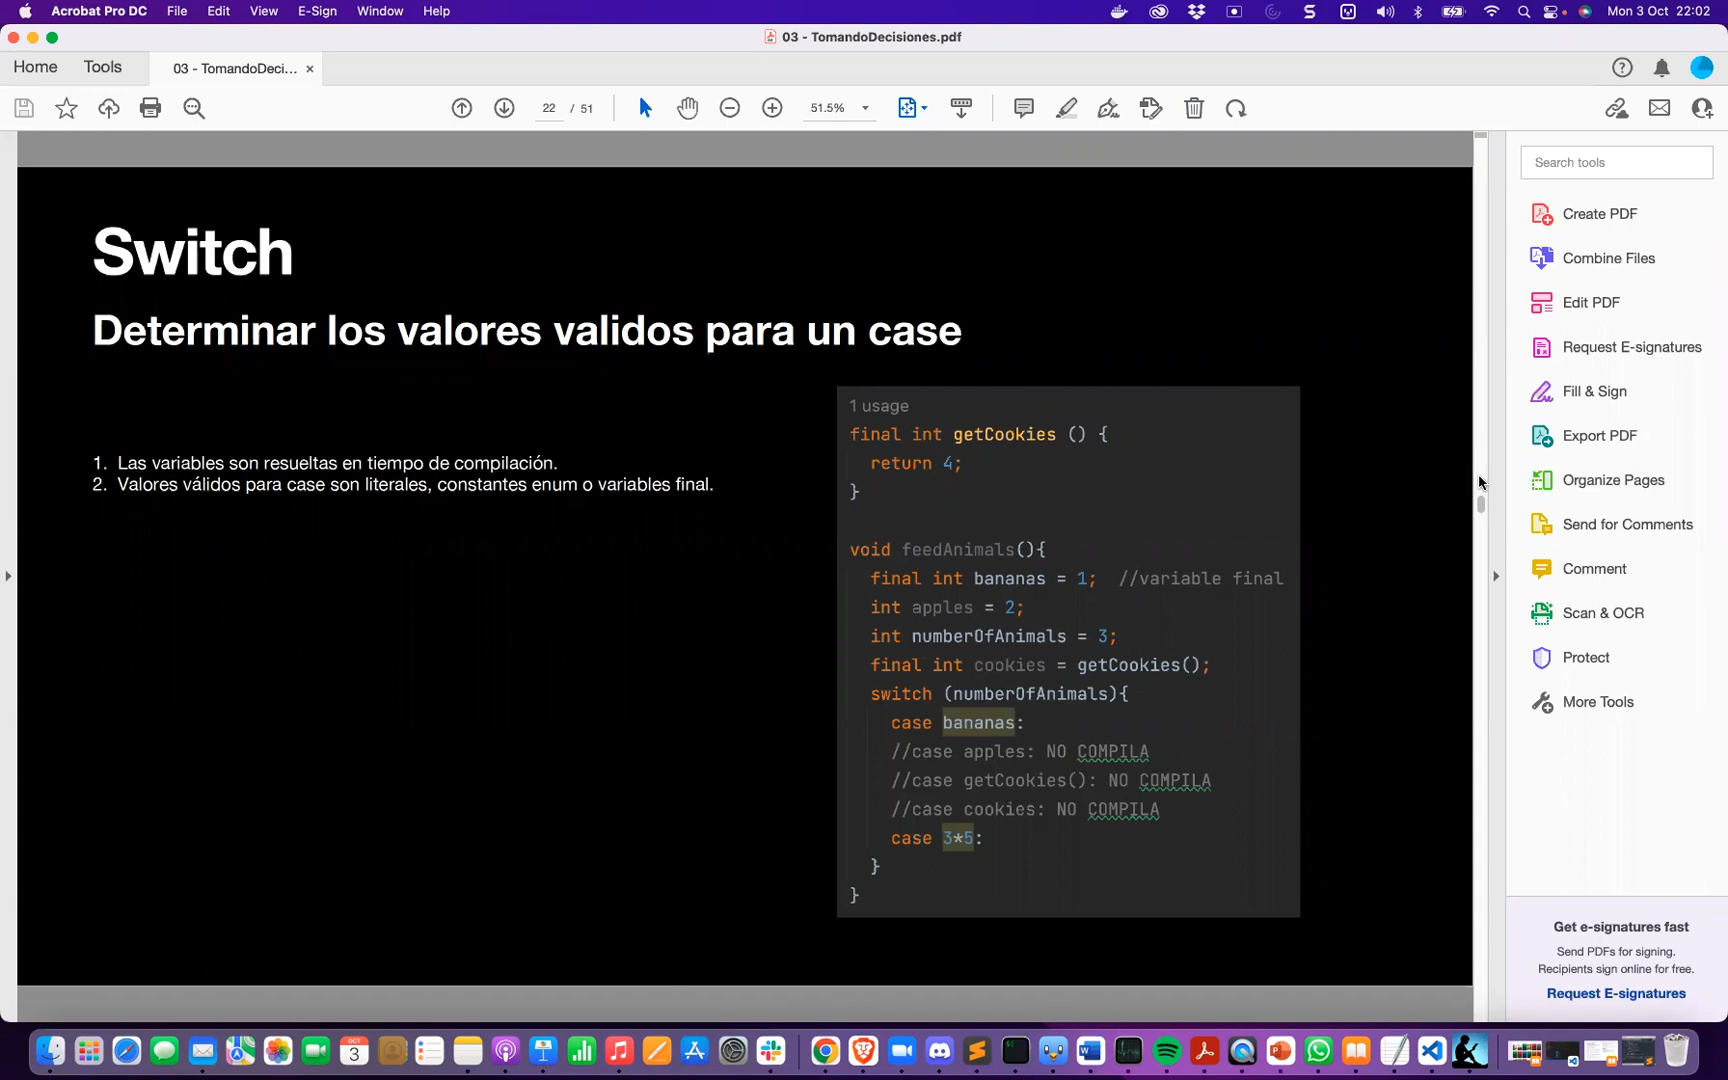 Acrobat Pro DC File Edit View E-Sign Window Help Mon 3 Oct 22:02
03 - TomandoDecisiones.pdf
Home Tools 03 - TomandoDeci... ×
22 / 51 51.5%
Search tools
Create PDF
Combine Files
Edit PDF
Request E-signatures
Fill & Sign
Export PDF
Organize Pages
Send for Comments
Comment
Scan & OCR
Protect
More Tools
Get e-signatures fast
Send PDFs for signing.
Recipients sign online for free.
Request E-signatures
Switch
Determinar los valores validos para un case
1. Las variables son resueltas en tiempo de compilación.
2. Valores válidos para case son literales, constantes enum o variables final.
1 usage
final int getCookies () {
return 4;
}
void feedAnimals(){
final int bananas = 1; //variable final
int apples = 2;
int numberOfAnimals = 3;
final int cookies = getCookies();
switch (numberOfAnimals){
case bananas:
//case apples: NO COMPILA
//case getCookies(): NO COMPILA
//case cookies: NO COMPILA
case 3*5:
}
}
OCT
3